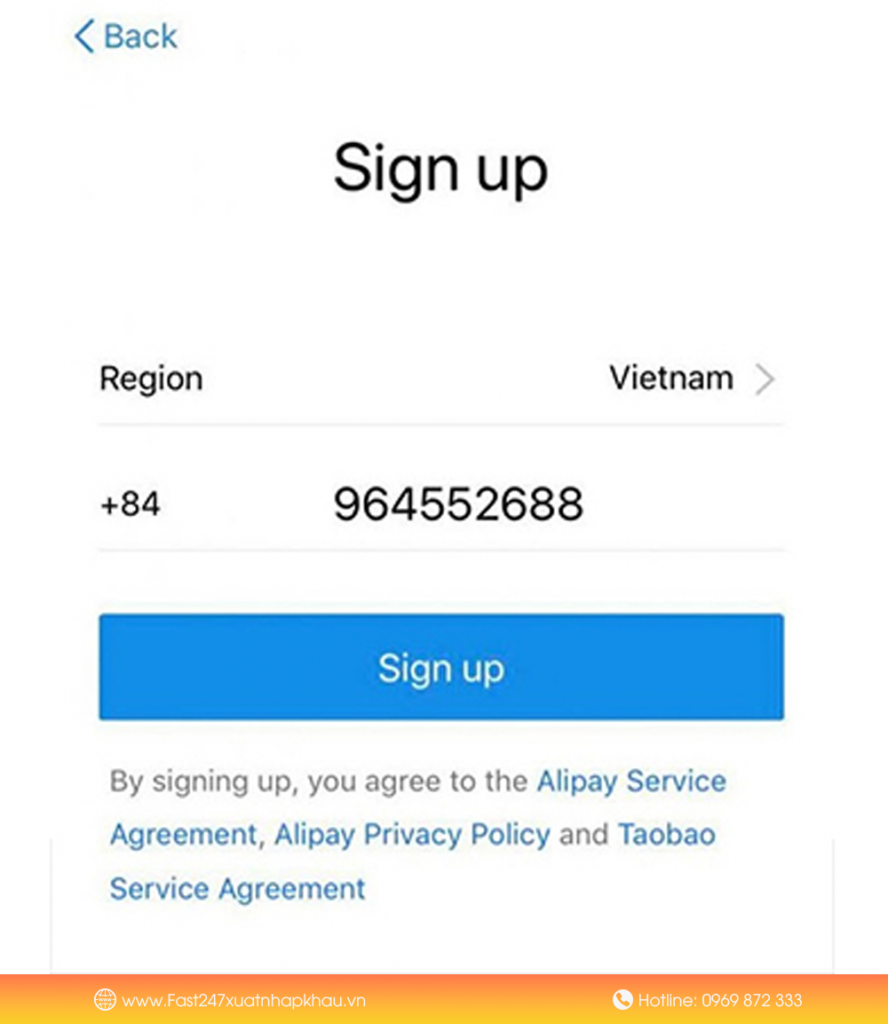 Back
Sign up
Region Vietnam
+84 964552688
Sign up
By signing up, you agree to the Alipay Service
Agreement, Alipay Privacy Policy and Taobao
Service Agreement
www.Fast247xuatnhapkhau.vn Hotline: 0969 872 333